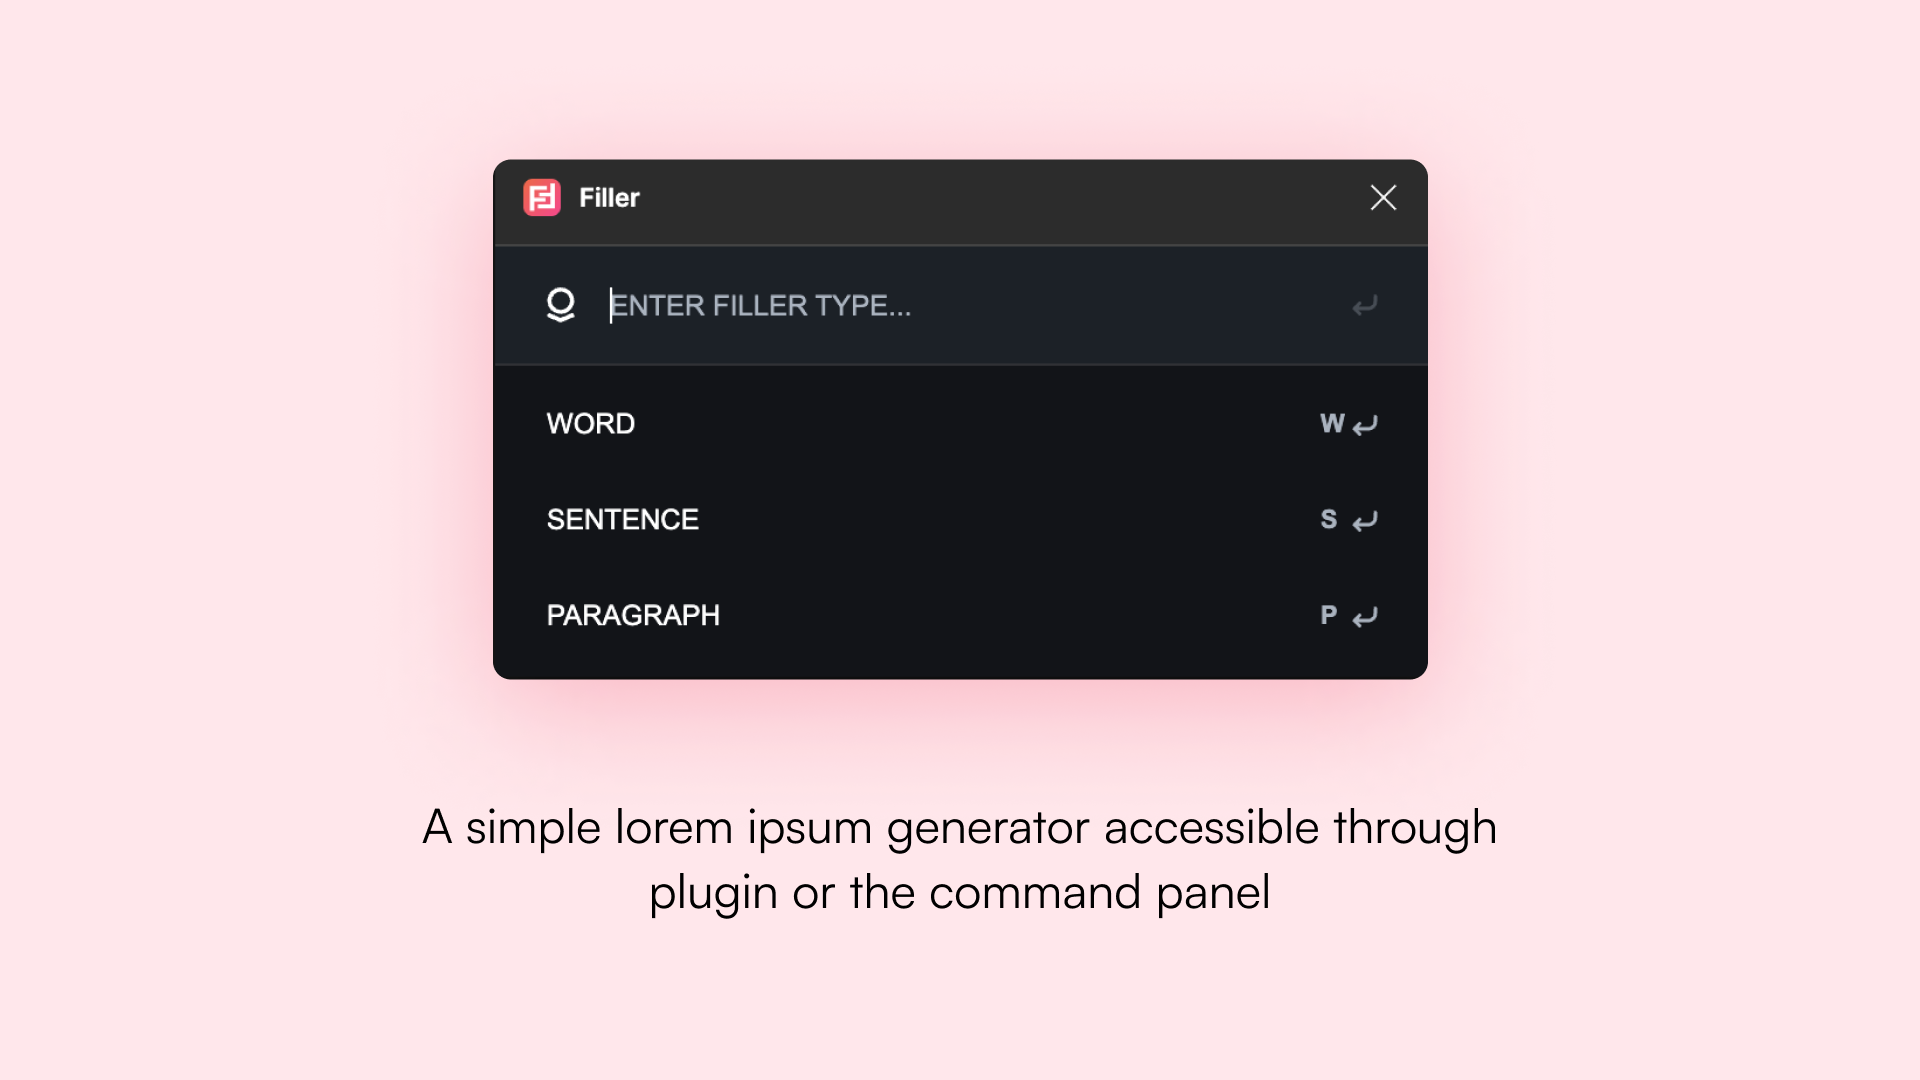 Filler
ENTER FILLER TYPE...
WORD W
SENTENCE S
PARAGRAPH P
A simple lorem ipsum generator accessible through
plugin or the command panel